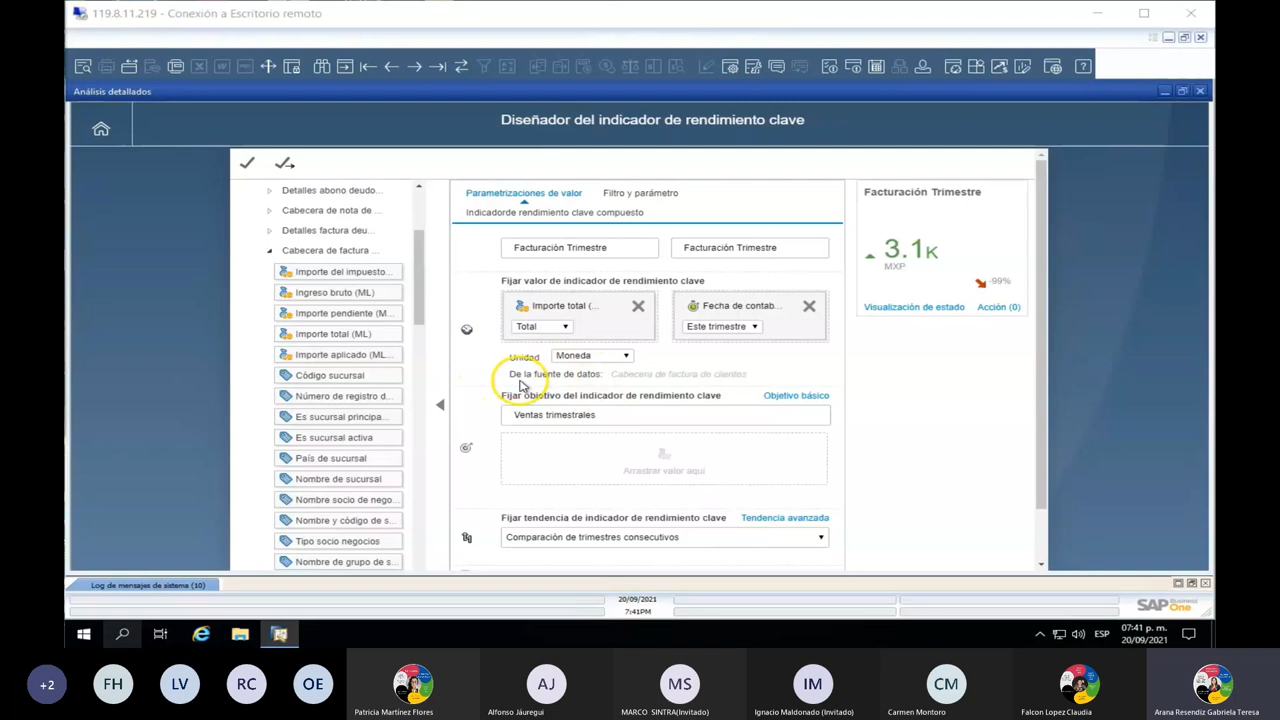 119.8.11.219 - Conexión a Escritorio remoto
Análisis detallados
Diseñador del indicador de rendimiento clave
Detalles abono deudo...
Cabecera de nota de ...
Detalles factura deu...
Cabecera de factura ...
Importe del impuesto...
Ingreso bruto (ML)
Importe pendiente (M...
Importe total (ML)
Importe aplicado (ML...
Código sucursal
Número de registro d...
Es sucursal principa...
Es sucursal activa
País de sucursal
Nombre de sucursal
Nombre socio de nego...
Nombre y código de s...
Tipo socio negocios
Nombre de grupo de s...
Parametrizaciones de valor
Filtro y parámetro
Indicadorde rendimiento clave compuesto
Facturación Trimestre
Facturación Trimestre
Fijar valor de indicador de rendimiento clave
Importe total (...
Total
Fecha de contab...
Este trimestre
Unidad
Moneda
De la fuente de datos:
Cabecera de factura de clientes
Fijar objetivo del indicador de rendimiento clave
Objetivo básico
Ventas trimestrales
Arrastrar valor aquí
Fijar tendencia de indicador de rendimiento clave
Tendencia avanzada
Comparación de trimestres consecutivos
Facturación Trimestre
3.1K
MXP
-99%
Visualización de estado
Acción (0)
Log de mensajes de sistema (10)
20/09/2021
7:41PM
SAP Business One
ESP
07:41 p. m.
20/09/2021
+2
FH
LV
RC
OE
Patricia Martínez Flores
AJ
Alfonso Jáuregui
MS
MARCO SINTRA(Invitado)
IM
Ignacio Maldonado (Invitado)
CM
Carmen Montoro
Falcon Lopez Claudia
Arana Resendiz Gabriela Teresa